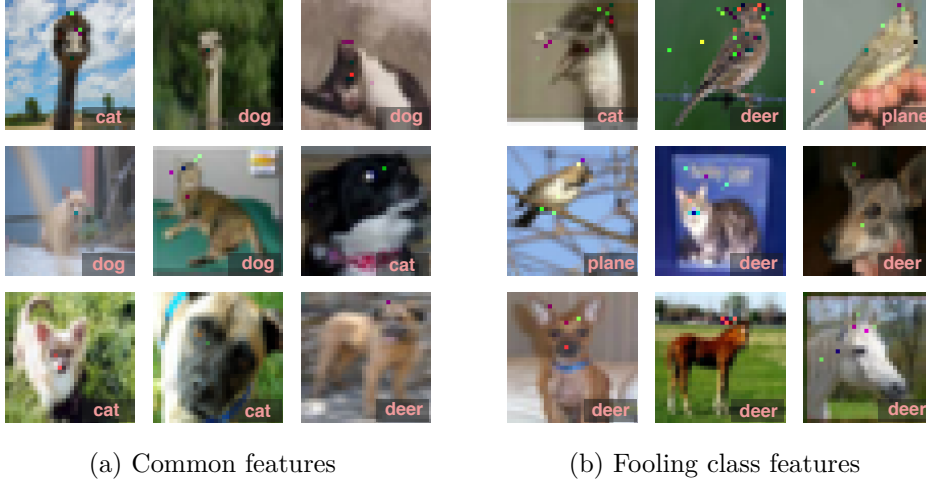 cat
dog
dog
cat
deer
plane
dog
dog
cat
plane
deer
deer
cat
cat
deer
deer
deer
deer
(a) Common features
(b) Fooling class features